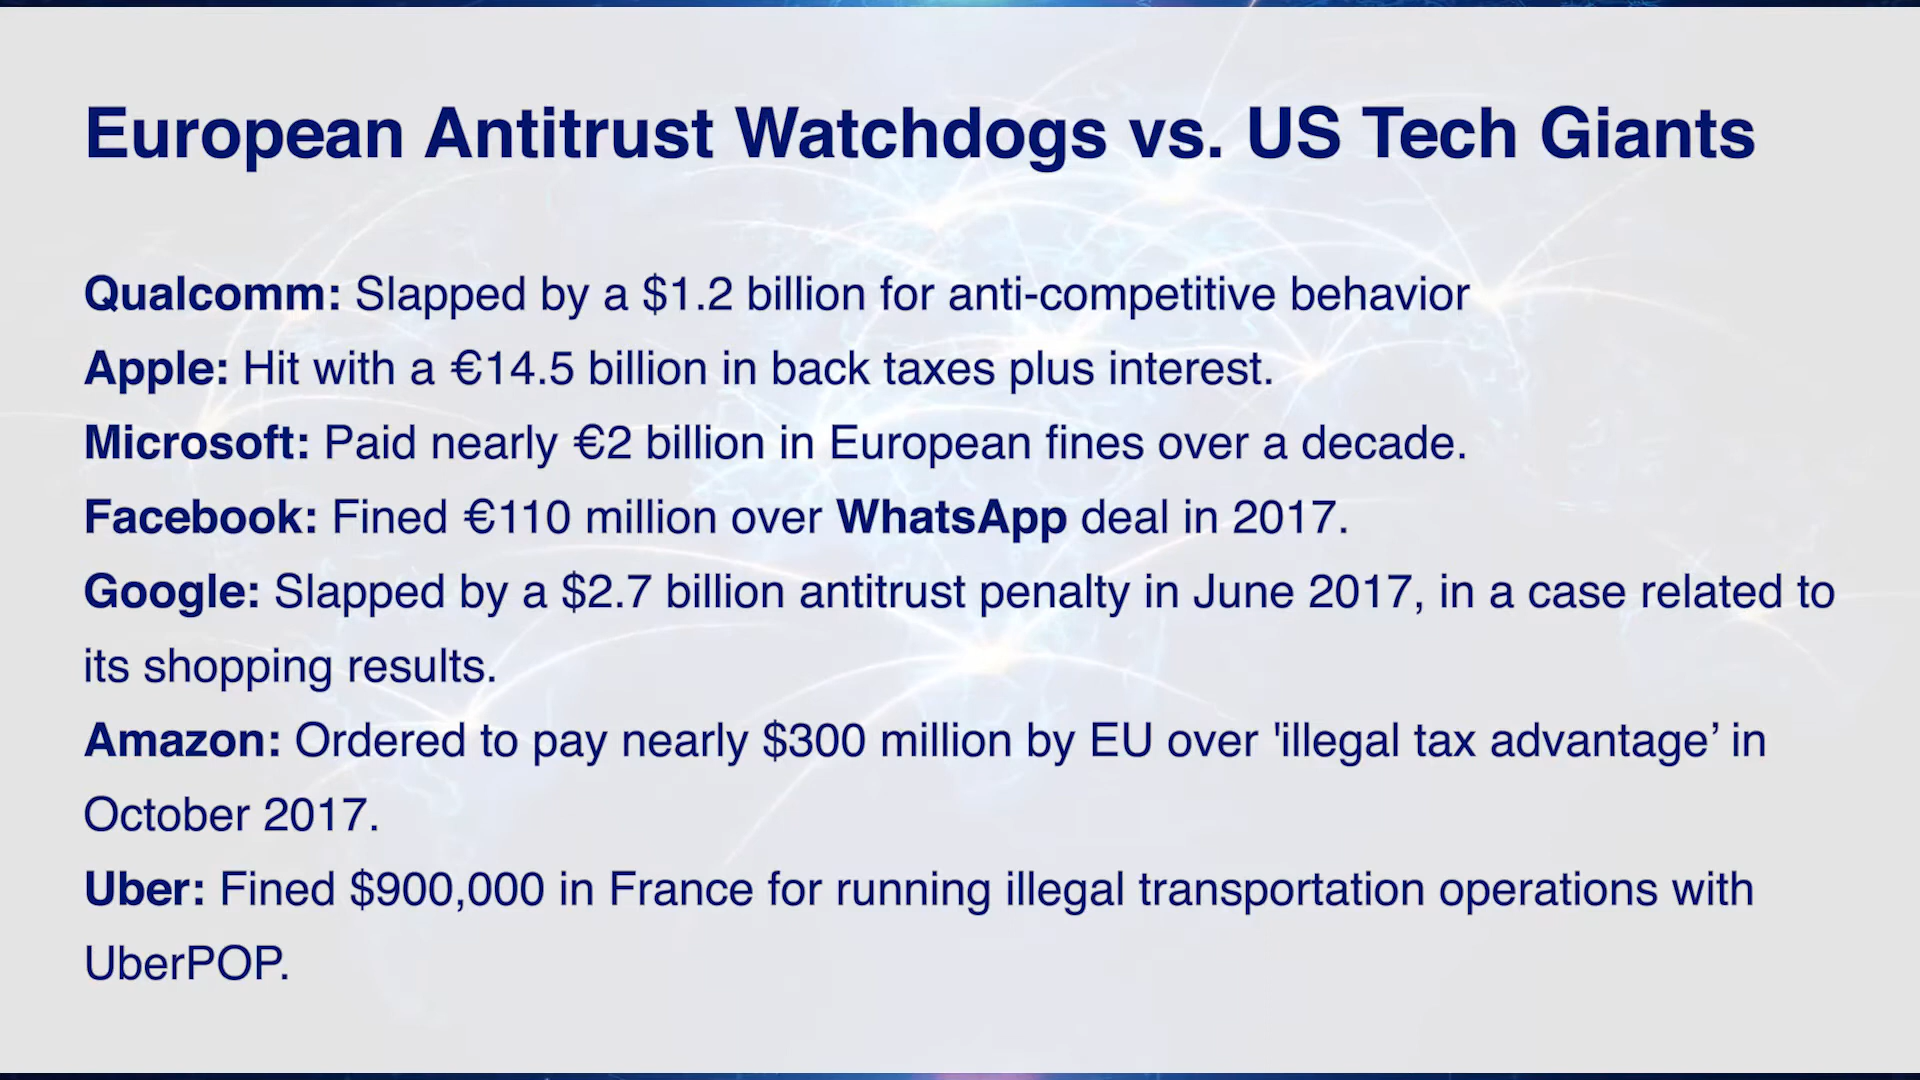 European Antitrust Watchdogs vs. US Tech Giants
Qualcomm: Slapped by a $1.2 billion for anti-competitive behavior
Apple: Hit with a €14.5 billion in back taxes plus interest.
Microsoft: Paid nearly €2 billion in European fines over a decade.
Facebook: Fined €110 million over WhatsApp deal in 2017.
Google: Slapped by a $2.7 billion antitrust penalty in June 2017, in a case related to
its shopping results.
Amazon: Ordered to pay nearly $300 million by EU over 'illegal tax advantage’ in
October 2017.
Uber: Fined $900,000 in France for running illegal transportation operations with
UberPOP.